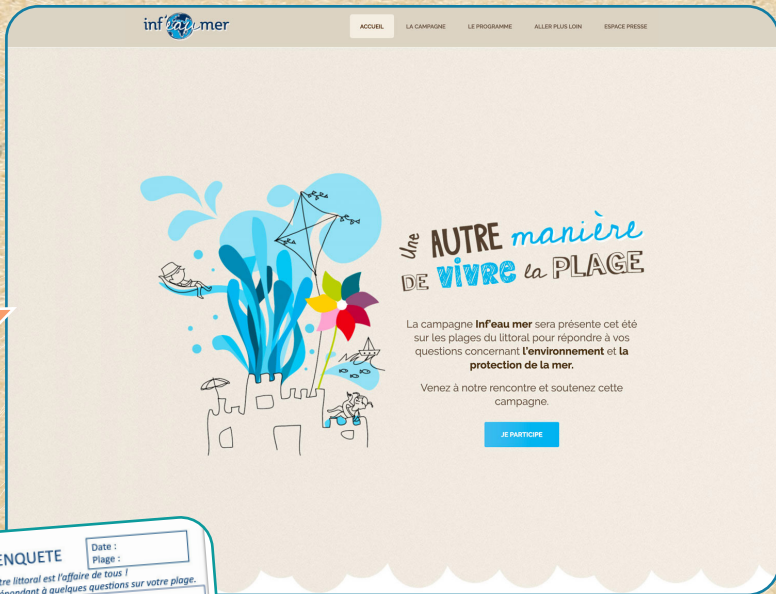 inf'eau mer
ACCUEIL LA CAMPAGNE LE PROGRAMME ALLER PLUS LOIN ESPACE PRESSE
Une AUTRE manière
DE VIVRE la PLAGE
La campagne Inf'eau mer sera présente cet été
sur les plages du littoral pour répondre à vos
questions concernant l'environnement et la
protection de la mer.
Venez à notre rencontre et soutenez cette
campagne.
JE PARTICIPE
ENQUETE
Date :
Plage :
tre littoral est l'affaire de tous !
épondant à quelques questions sur votre plage.